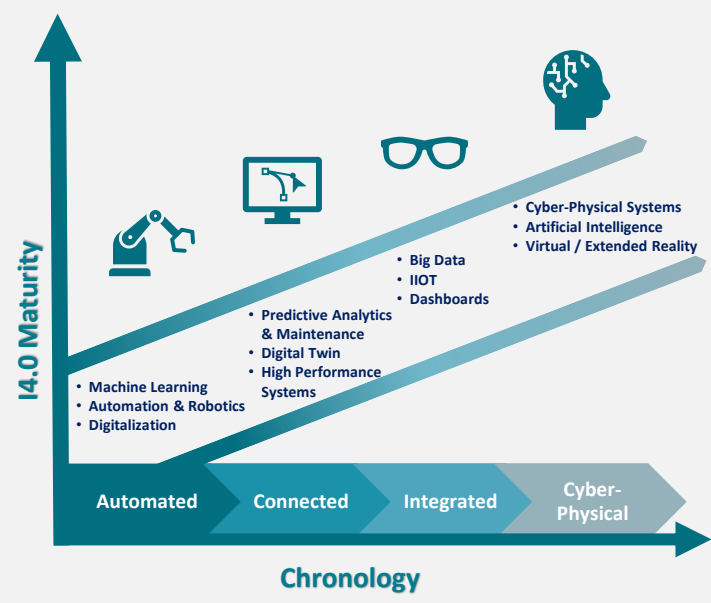 I4.0 Maturity
• Cyber-Physical Systems
• Artificial Intelligence
• Virtual / Extended Reality
• Big Data
• IIOT
• Dashboards
• Predictive Analytics
& Maintenance
• Digital Twin
• High Performance
Systems
• Machine Learning
• Automation & Robotics
• Digitalization
Automated
Connected
Integrated
Cyber-
Physical
Chronology